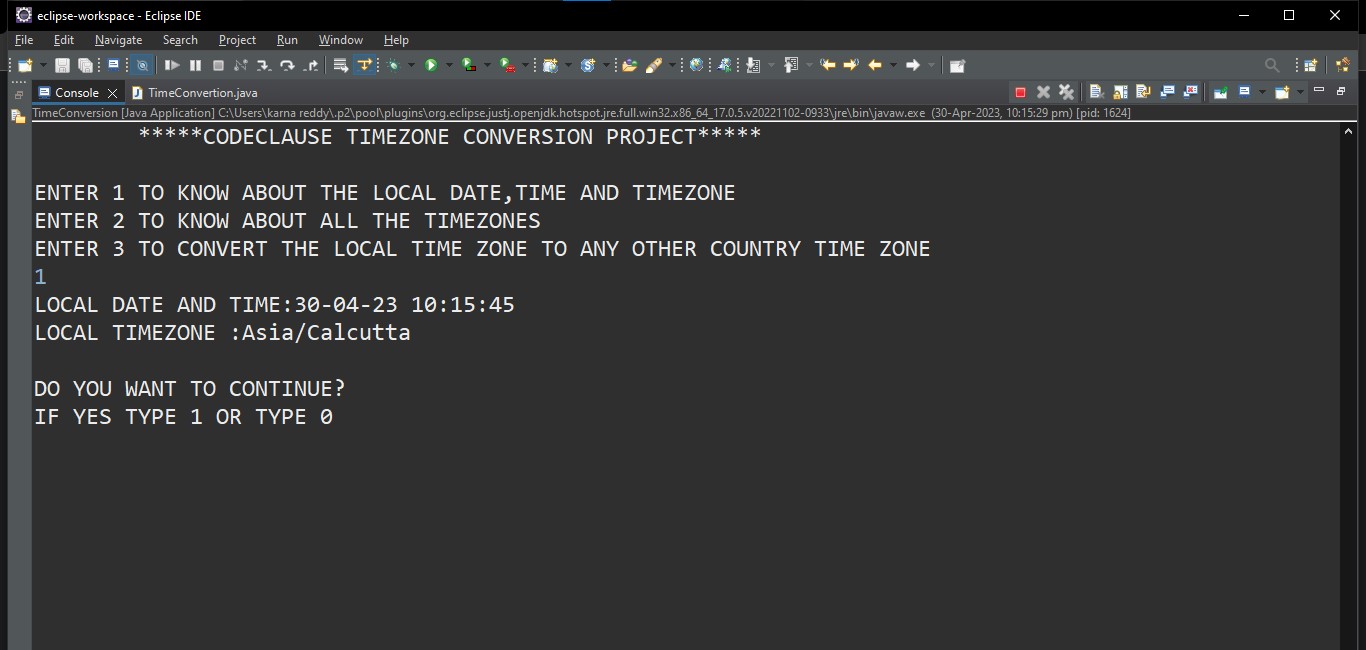 eclipse-workspace - Eclipse IDE
File Edit Navigate Search Project Run Window Help
Console TimeConvertion.java
TimeConversion [Java Application] C:\Users\karna reddy\.p2\pool\plugins\org.eclipse.justj.openjdk.hotspot.jre.full.win32.x86_64_17.0.5.v20221102-0933\jre\bin\javaw.exe (30-Apr-2023, 10:15:29 pm) [pid: 1624]
*****CODECLAUSE TIMEZONE CONVERSION PROJECT*****
ENTER 1 TO KNOW ABOUT THE LOCAL DATE,TIME AND TIMEZONE
ENTER 2 TO KNOW ABOUT ALL THE TIMEZONES
ENTER 3 TO CONVERT THE LOCAL TIME ZONE TO ANY OTHER COUNTRY TIME ZONE
1
LOCAL DATE AND TIME:30-04-23 10:15:45
LOCAL TIMEZONE :Asia/Calcutta
DO YOU WANT TO CONTINUE?
IF YES TYPE 1 OR TYPE 0